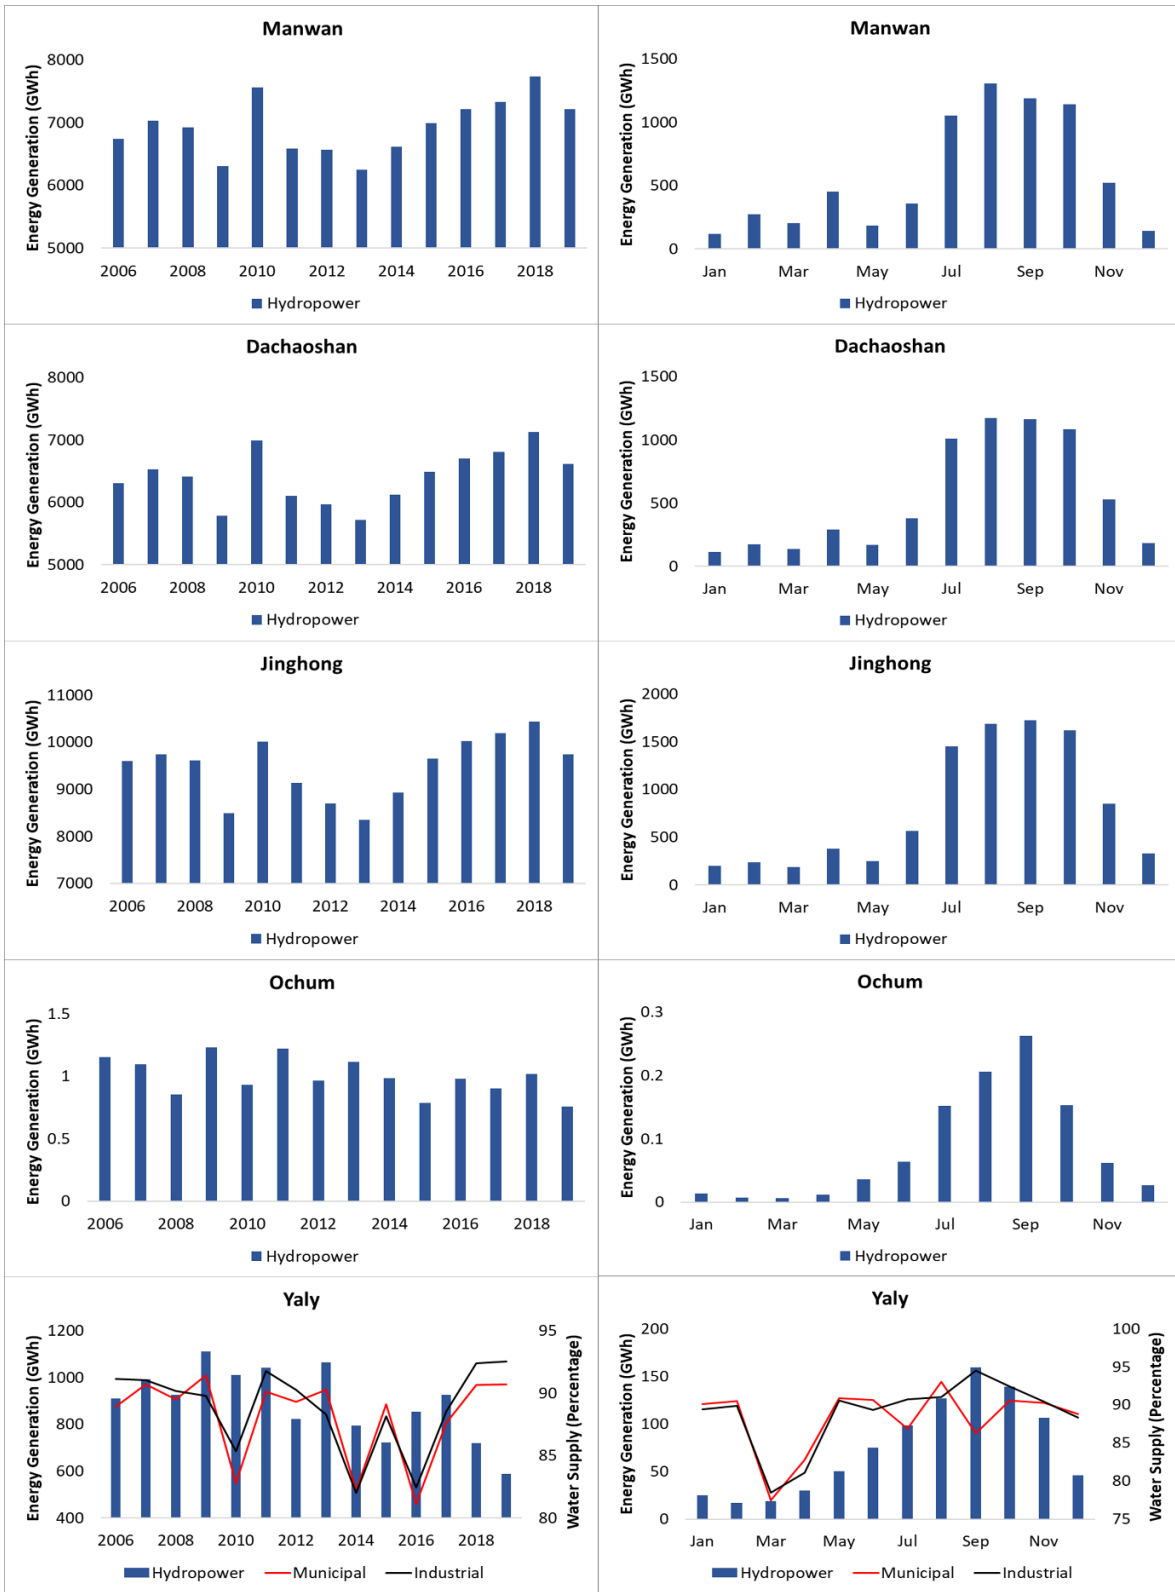 Manwan
Energy Generation (GWh)
8000
7000
6000
5000
2006 2008 2010 2012 2014 2016 2018
Hydropower
Manwan
Energy Generation (GWh)
1500
1000
500
0
Jan Mar May Jul Sep Nov
Hydropower
Dachaoshan
Energy Generation (GWh)
8000
7000
6000
5000
2006 2008 2010 2012 2014 2016 2018
Hydropower
Dachaoshan
Energy Generation (GWh)
1500
1000
500
0
Jan Mar May Jul Sep Nov
Hydropower
Jinghong
Energy Generation (GWh)
11000
10000
9000
8000
7000
2006 2008 2010 2012 2014 2016 2018
Hydropower
Jinghong
Energy Generation (GWh)
2000
1500
1000
500
0
Jan Mar May Jul Sep Nov
Hydropower
Ochum
Energy Generation (GWh)
1.5
1
0.5
0
2006 2008 2010 2012 2014 2016 2018
Hydropower
Ochum
Energy Generation (GWh)
0.3
0.2
0.1
0
Jan Mar May Jul Sep Nov
Hydropower
Yaly
Energy Generation (GWh)
1200
1000
800
600
400
95
90
85
80
Water Supply (Percentage)
2006 2008 2010 2012 2014 2016 2018
Hydropower Municipal Industrial
Yaly
Energy Generation (GWh)
200
150
100
50
0
100
95
90
85
80
75
Water Supply (Percentage)
Jan Mar May Jul Sep Nov
Hydropower Municipal Industrial